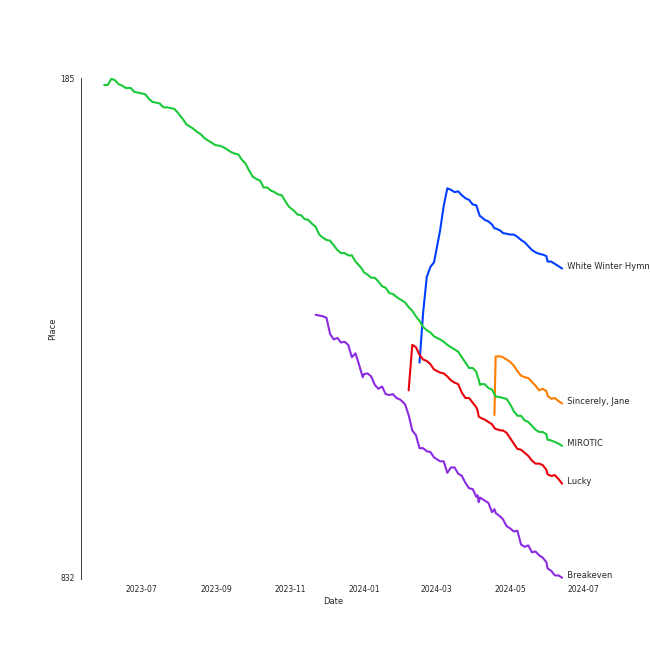 185
White Winter Hymn
Place
Sincerely, Jane
MIROTIC
Lucky
Breakeven
832
2023-07 2023-09 2023-11 2024-01 2024-03 2024-05 2024-07
Date